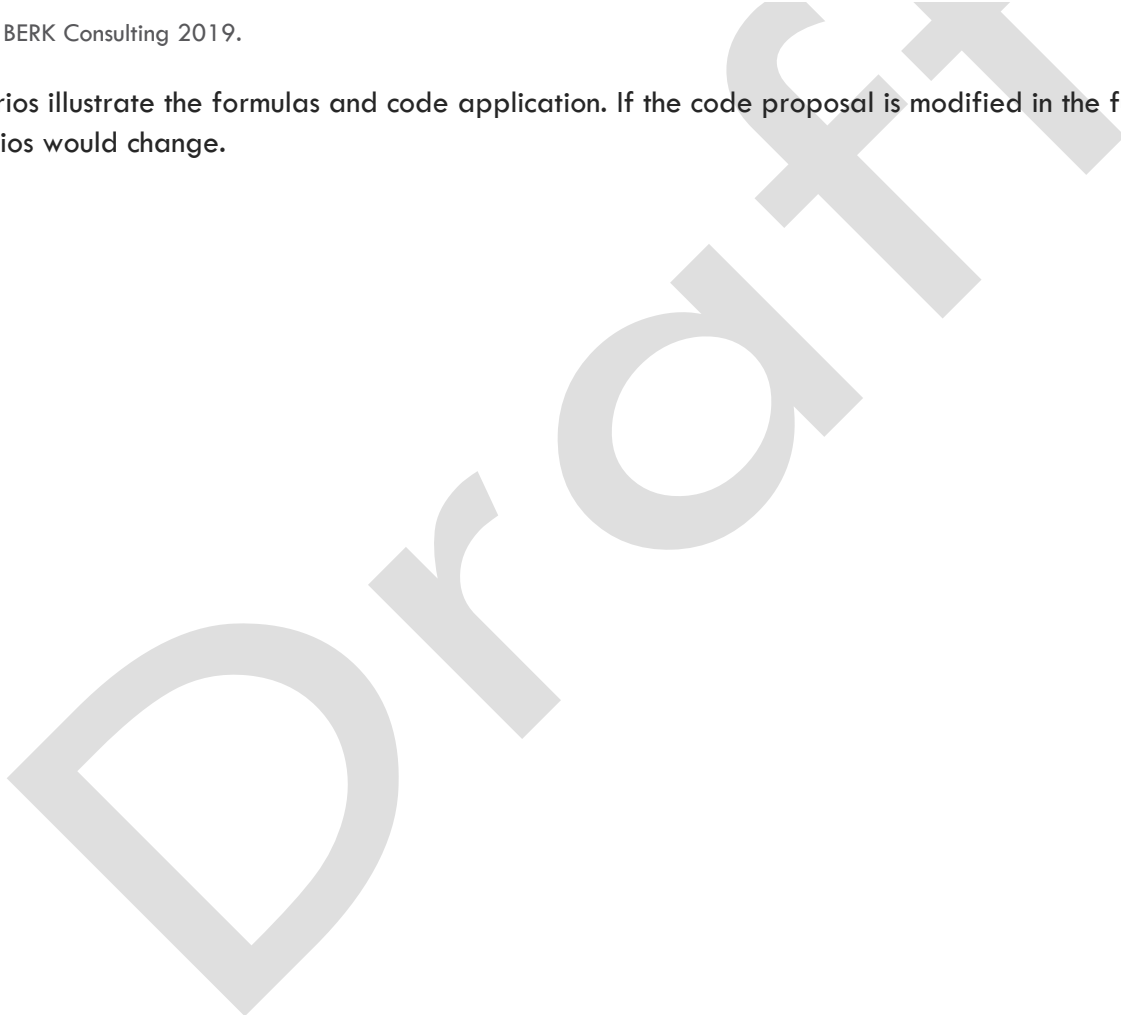 BERK Consulting 2019.
rios illustrate the formulas and code application. If the code proposal is modified in the f
ios would change.
Draft